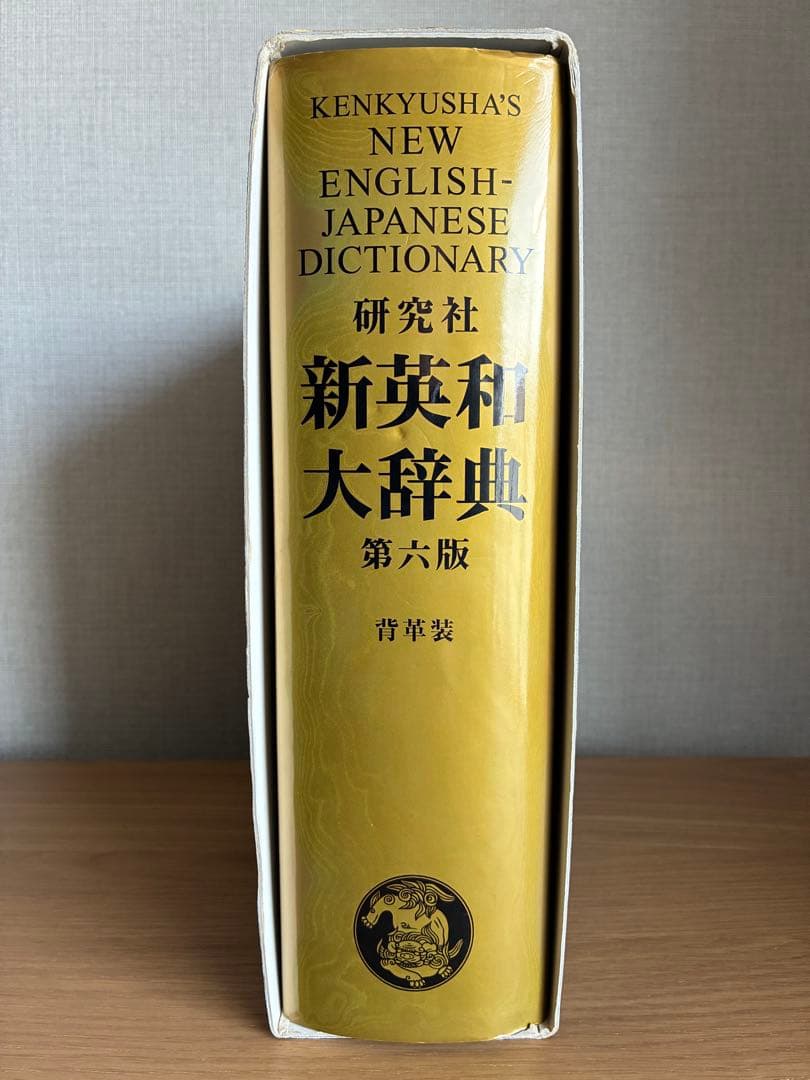 KENKYUSHA'S
NEW
ENGLISH-
JAPANESE
DICTIONARY
研究社
新英和
大辞典
第六版
背革装